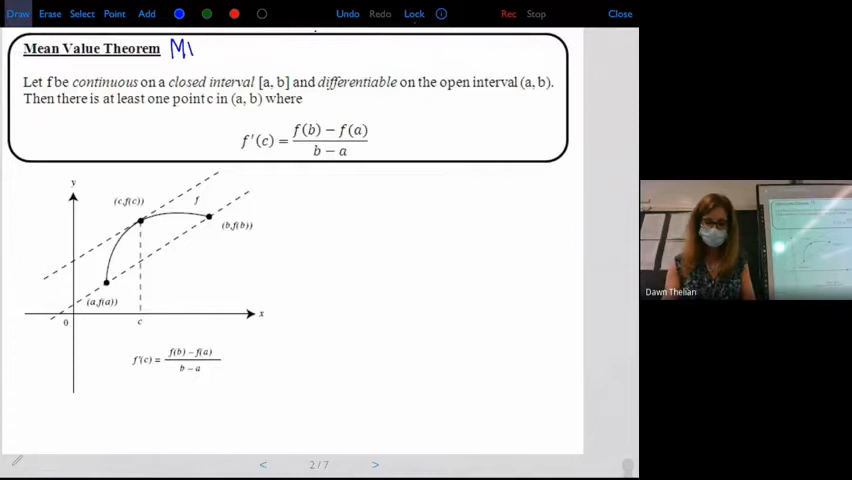 Draw Erase Select Point Add Undo Redo Lock Rec Stop Close
Mean Value Theorem
Let f be continuous on a closed interval [a, b] and differentiable on the open interval (a, b).
Then there is at least one point c in (a, b) where
f'(c) = f(b) − f(a) / b − a
y
(c,f(c))
f
(b,f(b))
(a,f(a))
0
c
x
f'(c) = f(b) − f(a) / b − a
< 2/7 >
Dawn Thelian